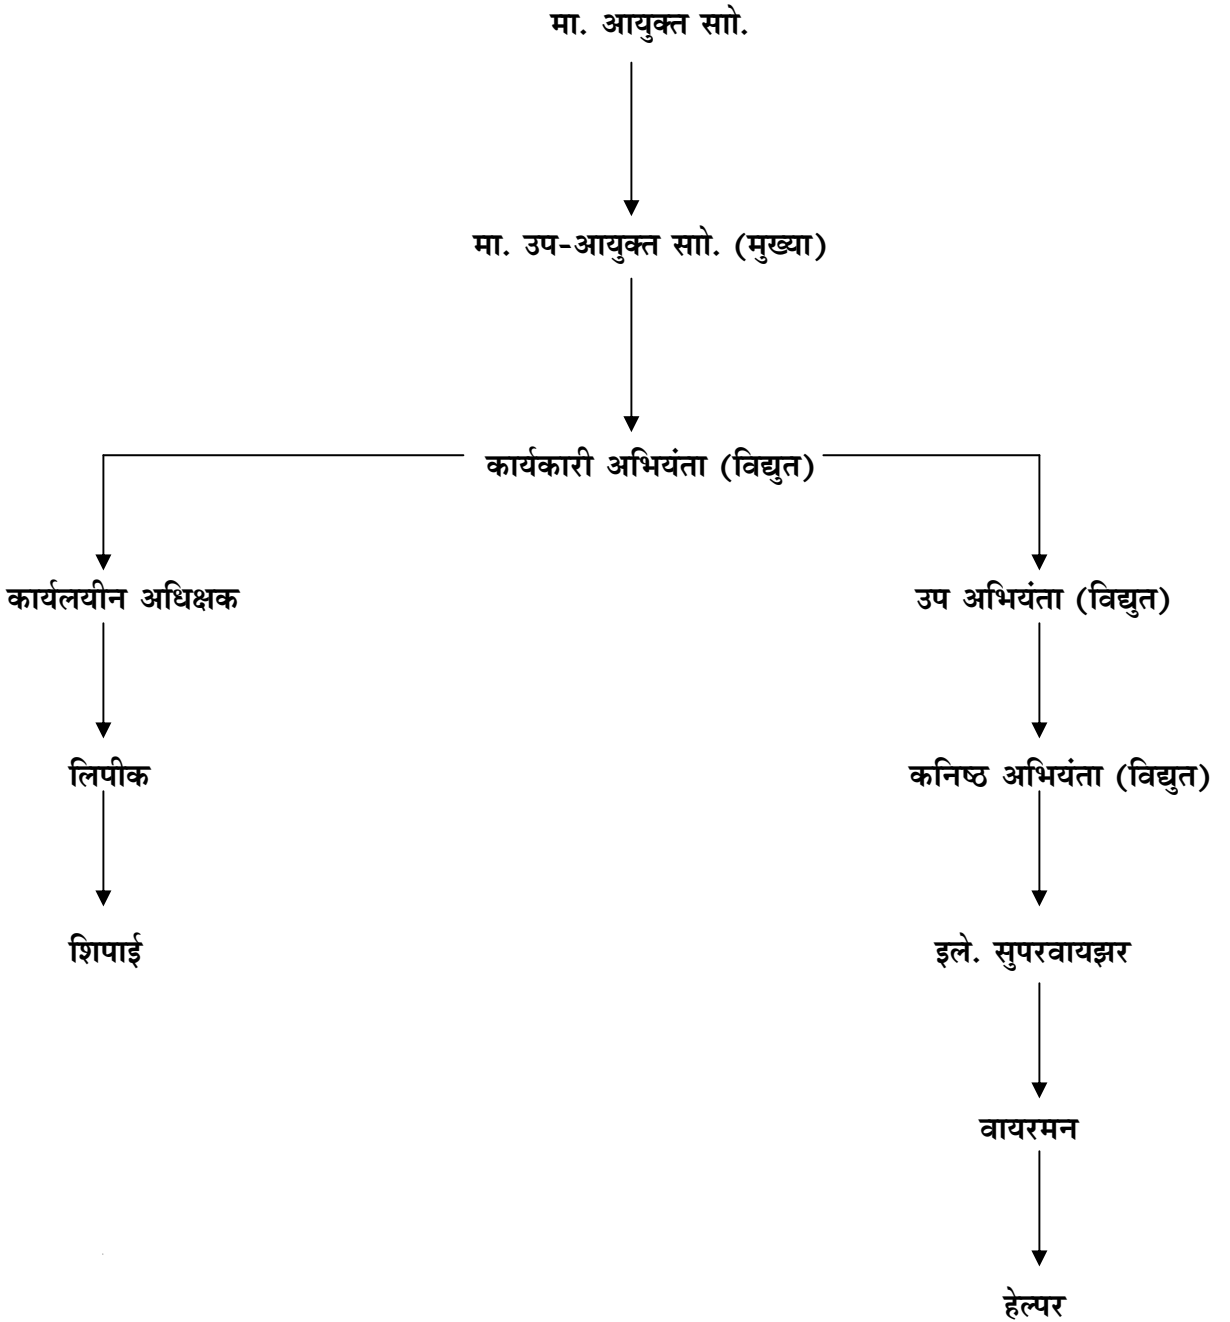 मा. आयुक्त सााे.
मा. उप-आयुक्त सााे. (मुख्या)
कार्यकारी अभियंता (विद्युत)
कार्यलयीन अधिक्षक
उप अभियंता (विद्युत)
लिपीक
कनिष्ठ अभियंता (विद्युत)
शिपाई
इले. सुपरवायझर
वायरमन
हेल्पर